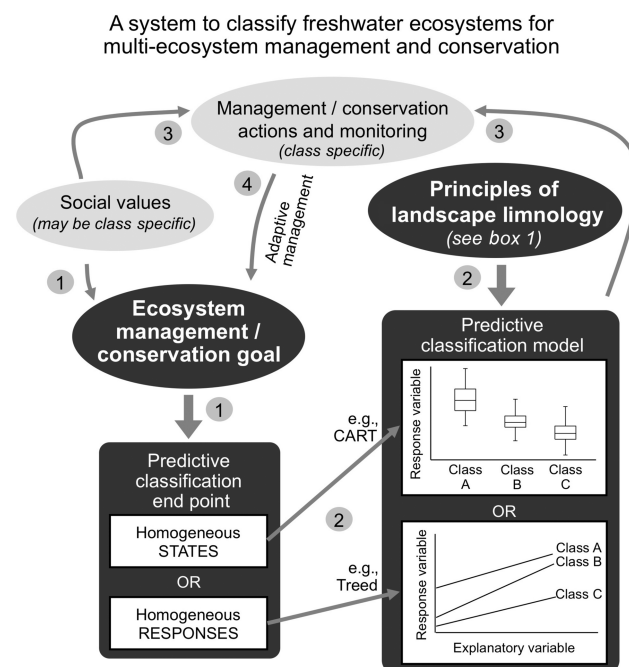 A system to classify freshwater ecosystems for
multi-ecosystem management and conservation
Management / conservation
actions and monitoring
(class specific)
3
3
4
Social values
(may be class specific)
Adaptive
management
Principles of
landscape limnology
(see box 1)
1
2
Ecosystem
management /
conservation goal
1
Predictive
classification model
Response variable
Class
A
Class
B
Class
C
e.g.,
CART
Predictive
classification
end point
Homogeneous
STATES
OR
Homogeneous
RESPONSES
2
OR
e.g.,
Treed
Response variable
Class A
Class B
Class C
Explanatory variable